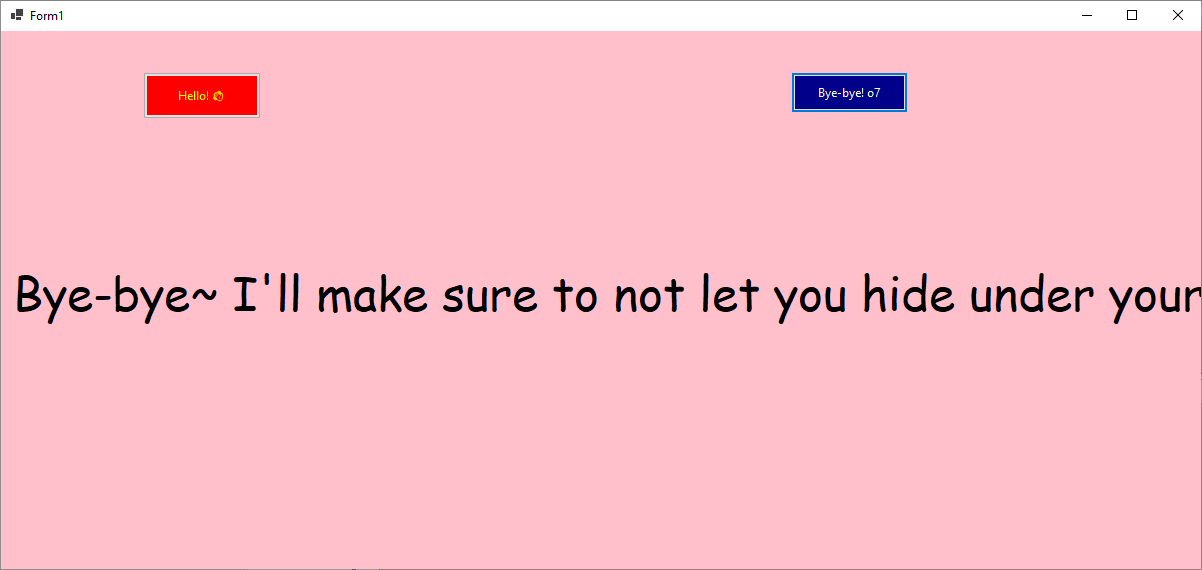 Form1
Hello! 👋
Bye-bye! o7
Bye-bye~ I'll make sure to not let you hide under your